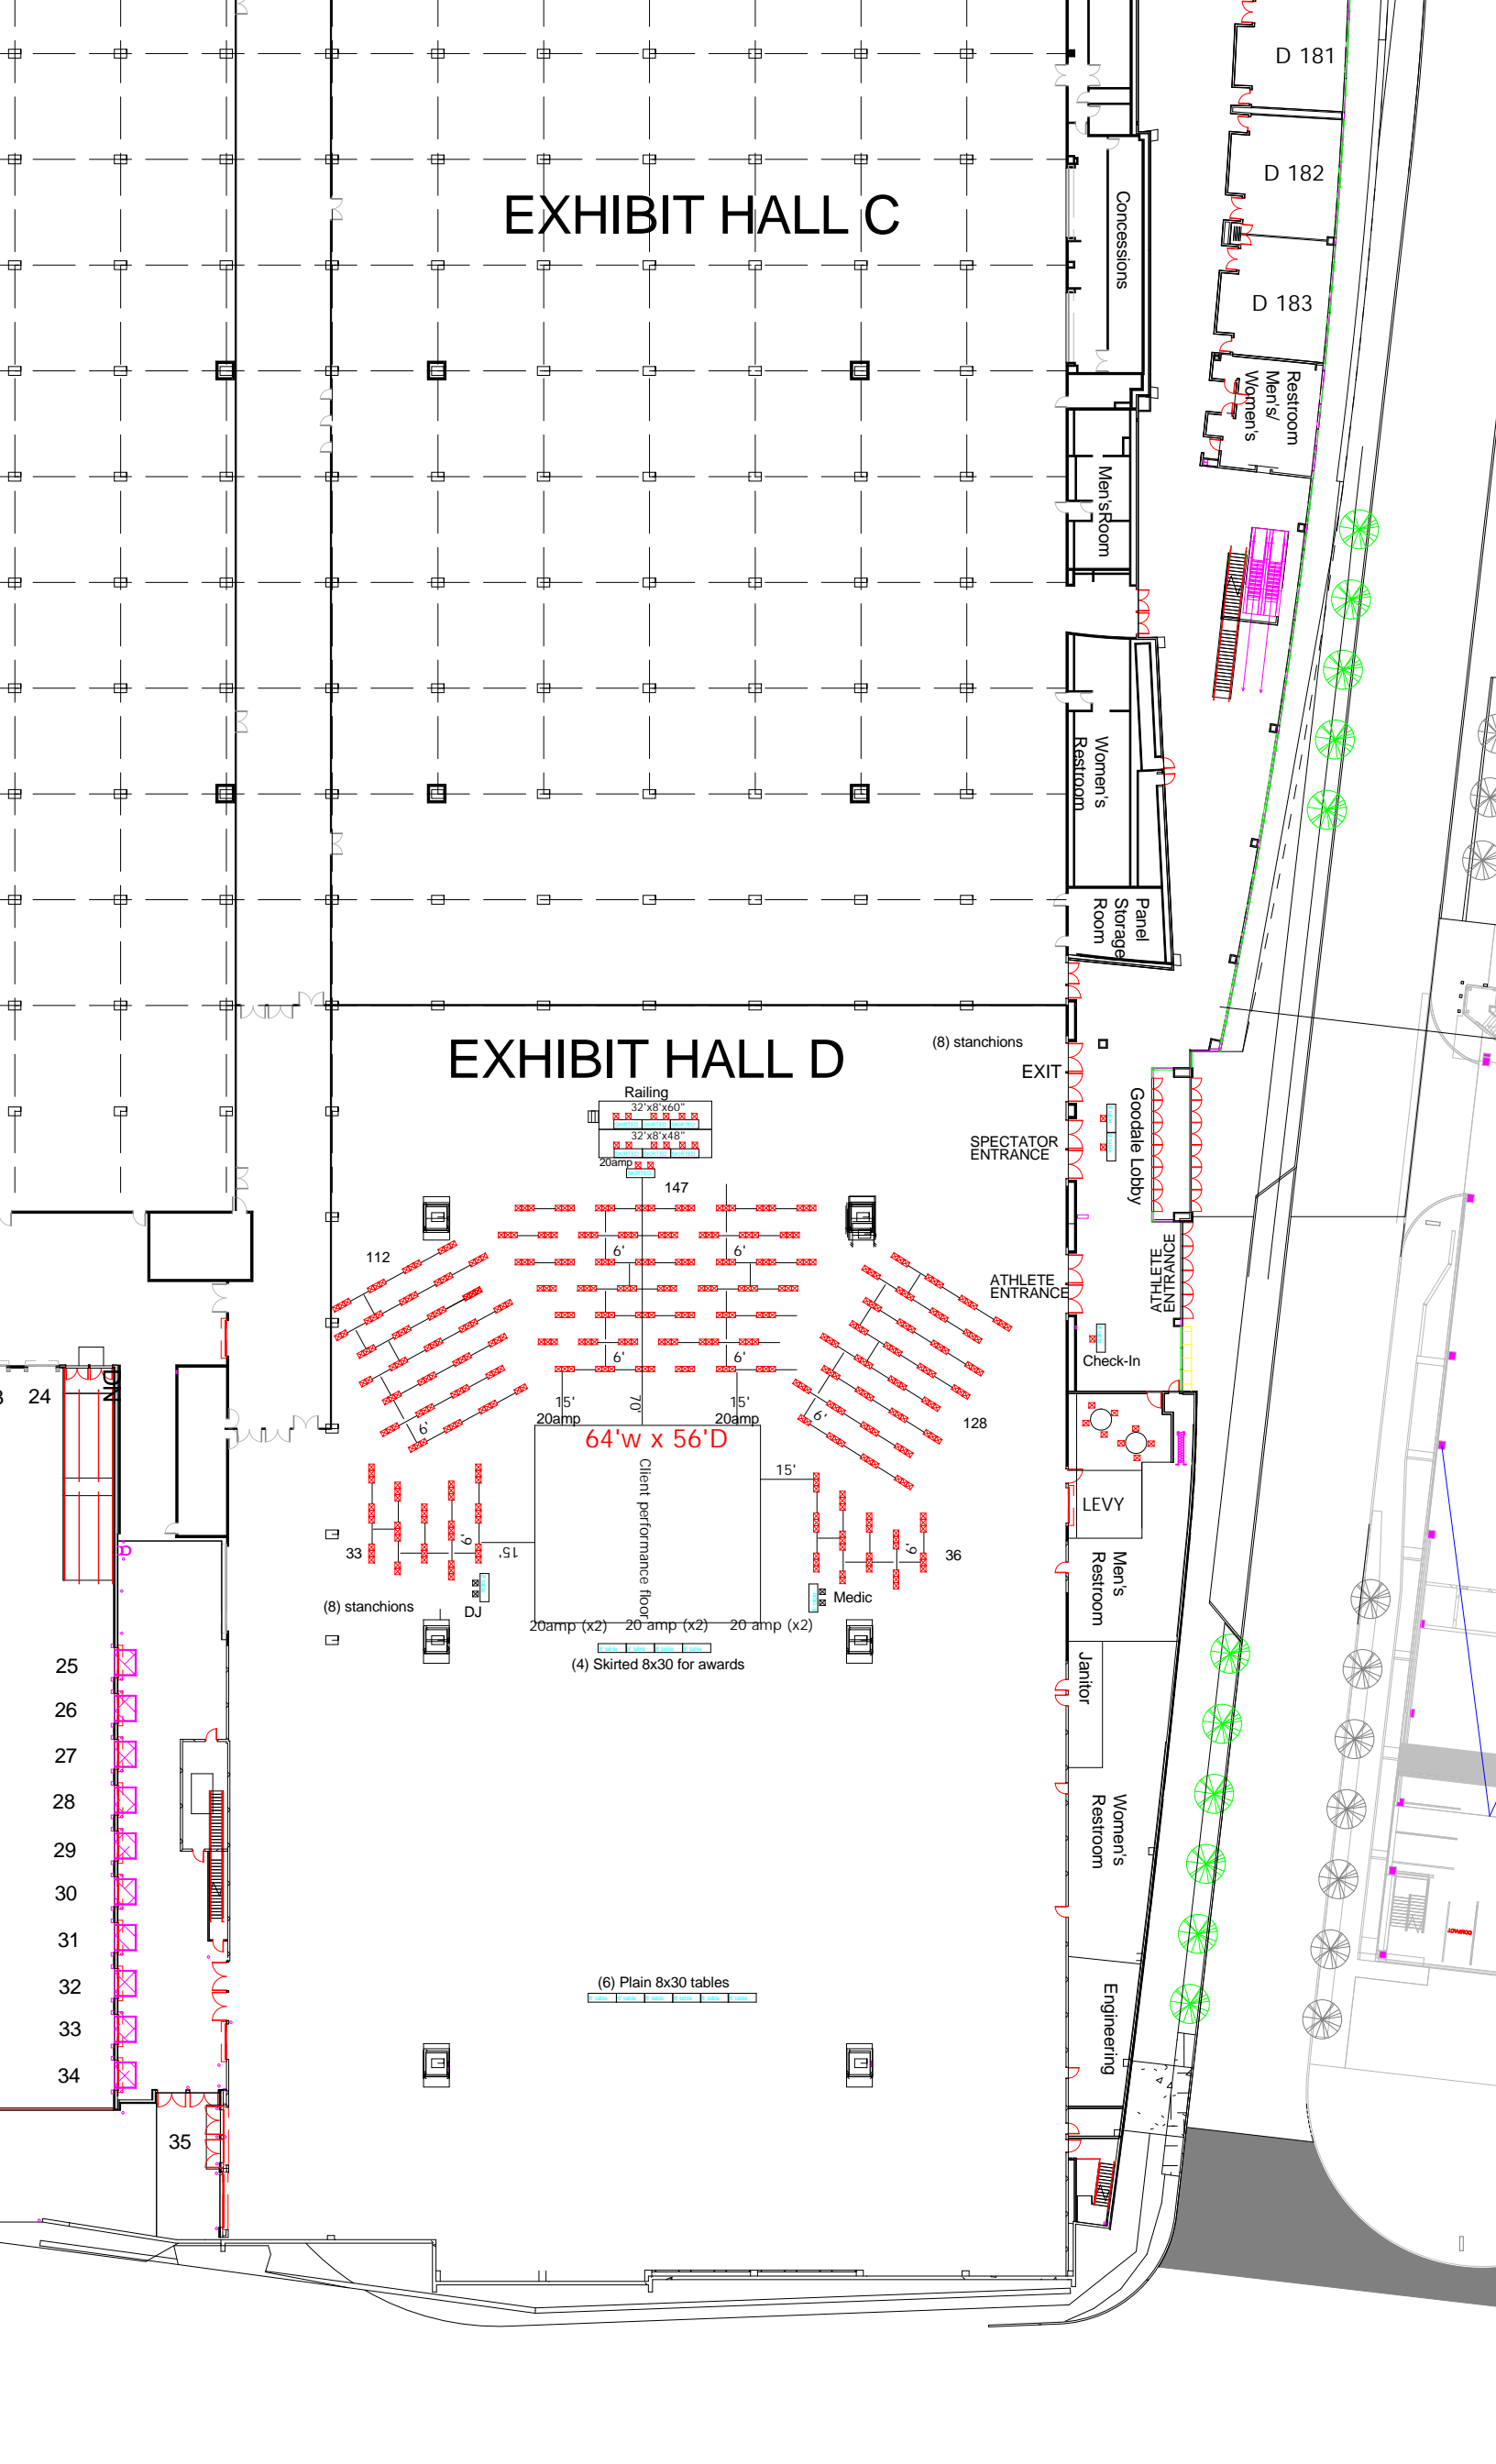 D 181
D 182
EXHIBIT HALL C
Concessions
D 183
Restroom
Men's/
Women's
Men'sRoom
Women's
Restroom
Panel
Storage
Room
EXHIBIT HALL D
(8) stanchions
EXIT
Railing
32'x8'x60"
32'x8'x48"
20amp
Goodale Lobby
SPECTATOR
ENTRANCE
147
112
6'
6'
ATHLETE
ENTRANCE
ATHLETE
ENTRANCE
Check-In
6'
6'
24
DN
15'
70'
15'
20amp
20amp
6'
6'
128
64'w x 56'D
Client performance floor
15'
LEVY
33
6'
15'
6'
36
Men's
Restroom
(8) stanchions
DJ
Medic
20amp (x2)
20 amp (x2)
20 amp (x2)
(4) Skirted 8x30 for awards
Janitor
25
26
27
28
29
30
31
32
33
34
35
Women's
Restroom
(6) Plain 8x30 tables
Engineering
COMPACT